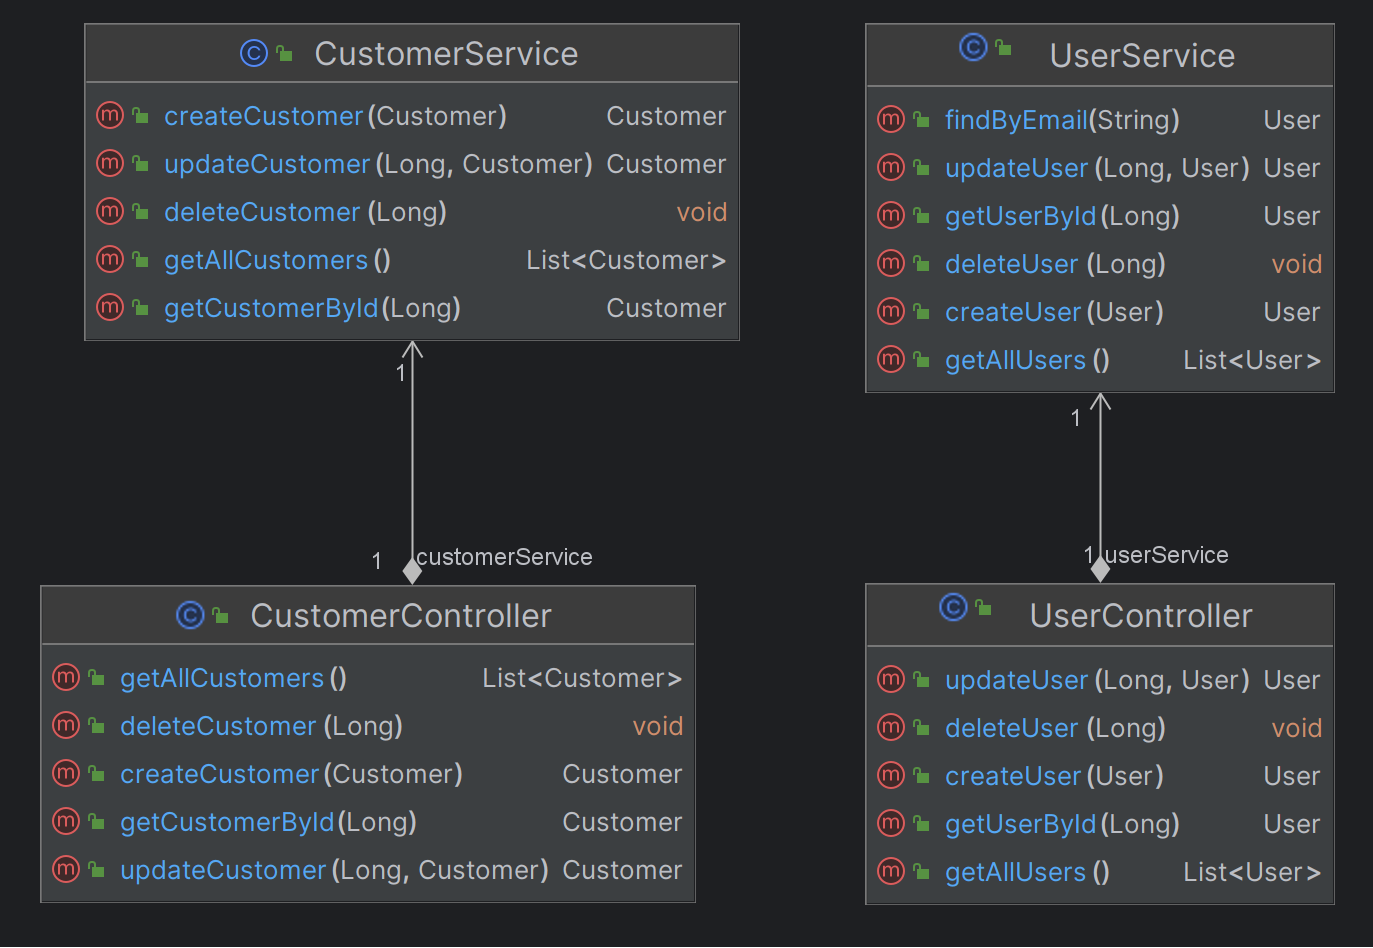 CustomerService
createCustomer(Customer) Customer
updateCustomer(Long, Customer) Customer
deleteCustomer(Long) void
getAllCustomers() List<Customer>
getCustomerById(Long) Customer
1
1 customerService
CustomerController
getAllCustomers() List<Customer>
deleteCustomer(Long) void
createCustomer(Customer) Customer
getCustomerById(Long) Customer
updateCustomer(Long, Customer) Customer
UserService
findByEmail(String) User
updateUser(Long, User) User
getUserById(Long) User
deleteUser(Long) void
createUser(User) User
getAllUsers() List<User>
1
1 userService
UserController
updateUser(Long, User) User
deleteUser(Long) void
createUser(User) User
getUserById(Long) User
getAllUsers() List<User>